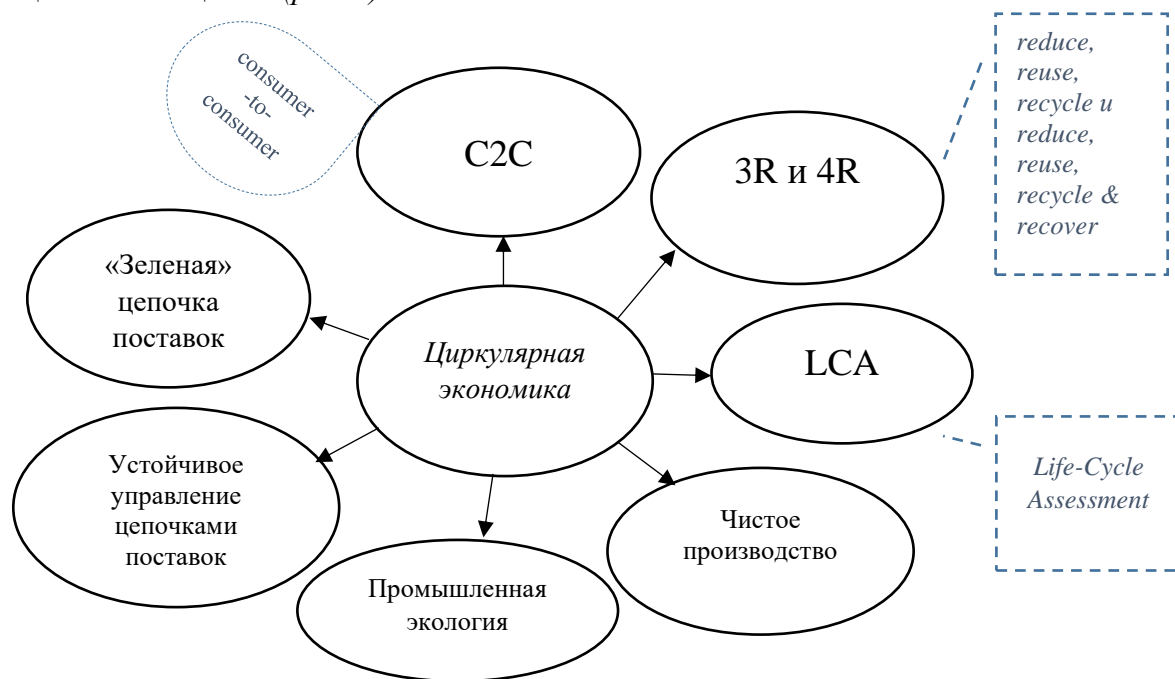 consumer
-to-
consumer
C2C
3R и 4R
reduce,
reuse,
recycle и
reduce,
reuse,
recycle &
recover
«Зеленая»
цепочка
поставок
Циркулярная
экономика
LCA
Life-Cycle
Assessment
Устойчивое
управление
цепочками
поставок
Чистое
производство
Промышленная
экология